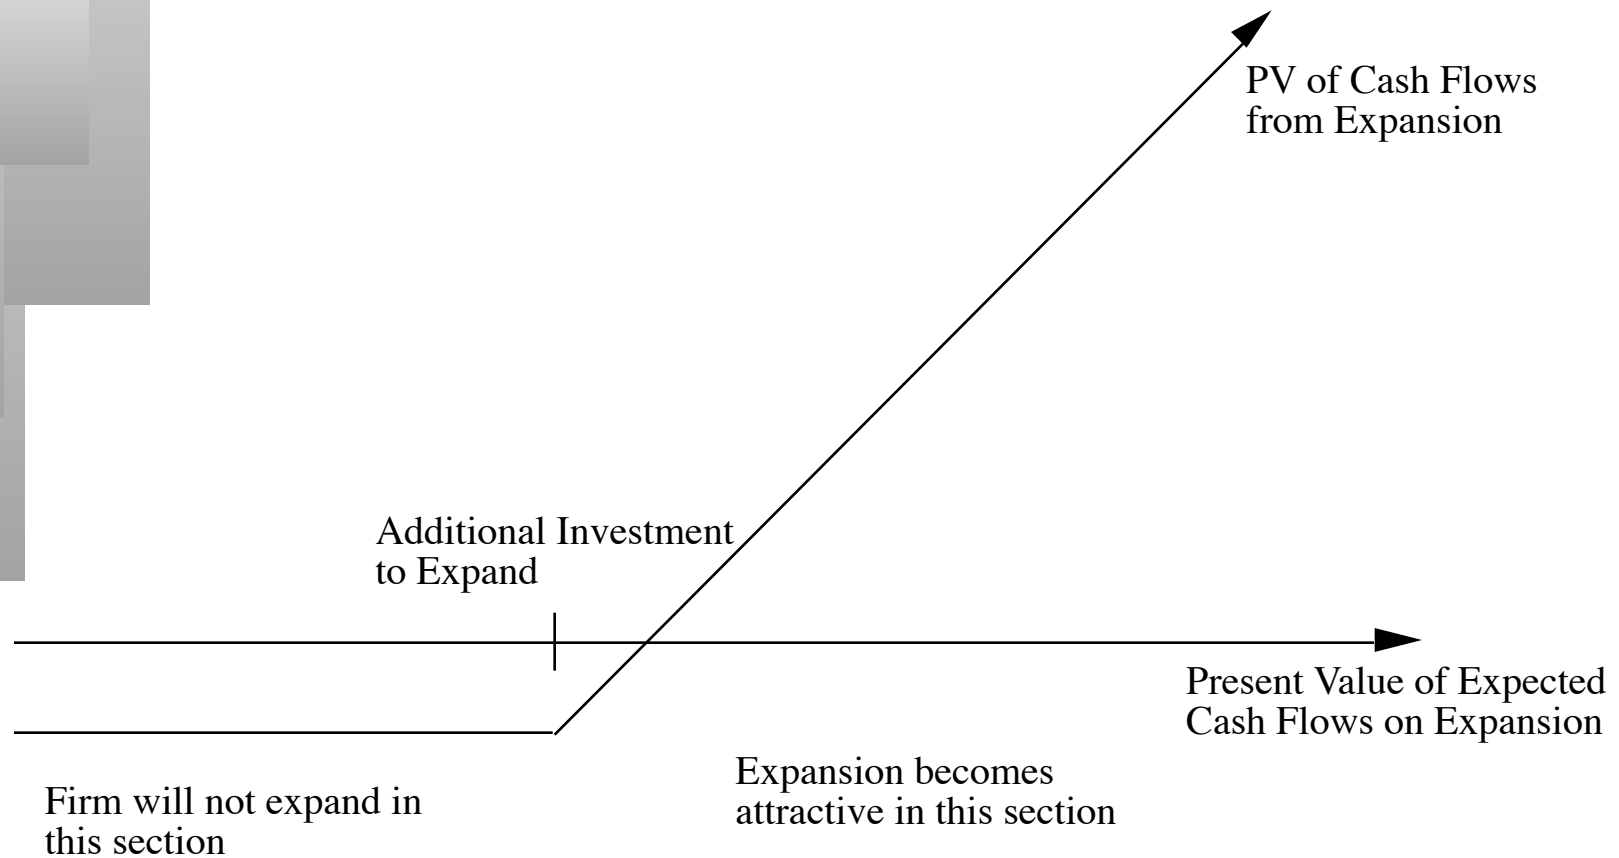 PV of Cash Flows
from Expansion
Additional Investment
to Expand
Present Value of Expected
Cash Flows on Expansion
Expansion becomes
attractive in this section
Firm will not expand in
this section